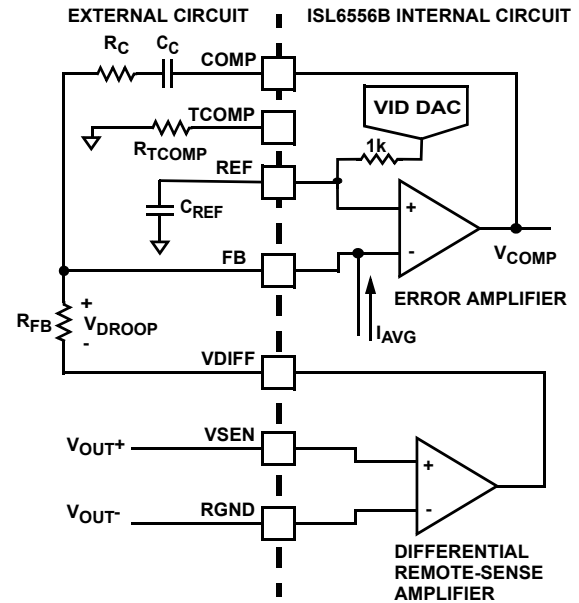 EXTERNAL CIRCUIT
ISL6556B INTERNAL CIRCUIT
RC
CC
COMP
VID DAC
TCOMP
RTCOMP
1k
REF
CREF
+
-
VCOMP
FB
ERROR AMPLIFIER
IAVG
RFB
+
VDROOP
-
VDIFF
VOUT+
VSEN
+
VOUT-
RGND
-
DIFFERENTIAL
REMOTE-SENSE
AMPLIFIER